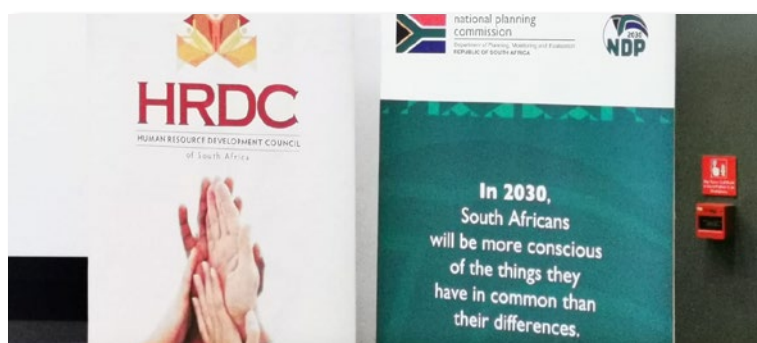 HRDC
HUMAN RESOURCE DEVELOPMENT COUNCIL
of South Africa
national planning
commission
Department of Planning, Monitoring and Evaluation
REPUBLIC OF SOUTH AFRICA
2030
NDP
In 2030,
South Africans
will be more conscious
of the things they
have in common than
their differences.